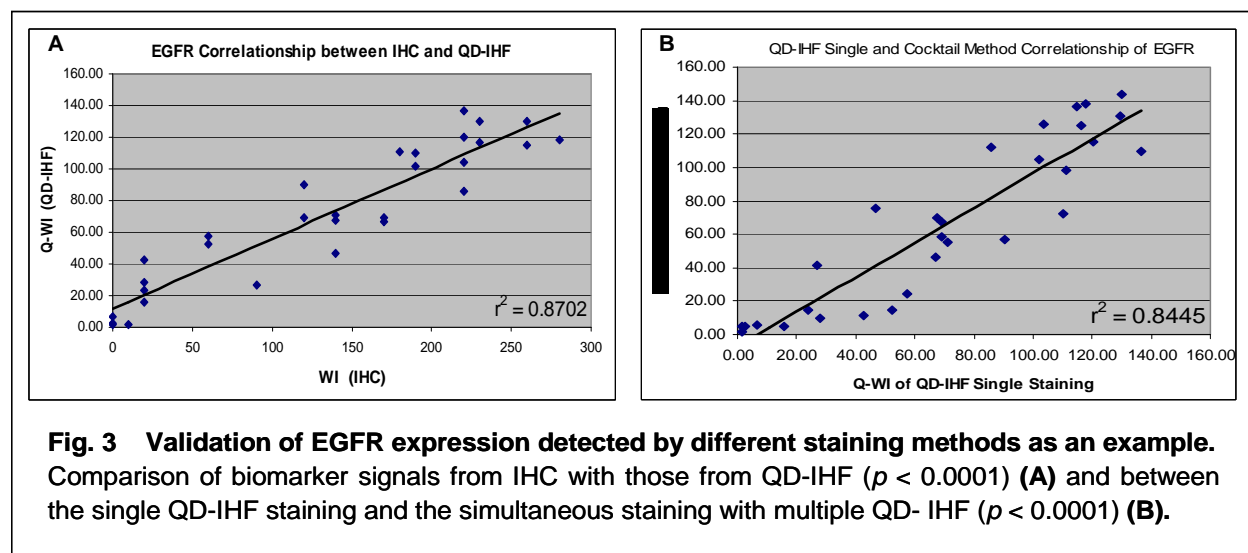 A
EGFR Correlationship between IHC and QD-IHF
160.00
140.00
120.00
100.00
80.00
60.00
40.00
20.00
0.00
Q-WI (QD-IHF)
0 50 100 150 200 250 300
WI (IHC)
r² = 0.8702
B
QD-IHF Single and Cocktail Method Correlationship of EGFR
160.00
140.00
120.00
100.00
80.00
60.00
40.00
20.00
0.00
0.00 20.00 40.00 60.00 80.00 100.00 120.00 140.00 160.00
Q-WI of QD-IHF Single Staining
r² = 0.8445
Fig. 3 Validation of EGFR expression detected by different staining methods as an example.
Comparison of biomarker signals from IHC with those from QD-IHF (p < 0.0001) (A) and between
the single QD-IHF staining and the simultaneous staining with multiple QD- IHF (p < 0.0001) (B).